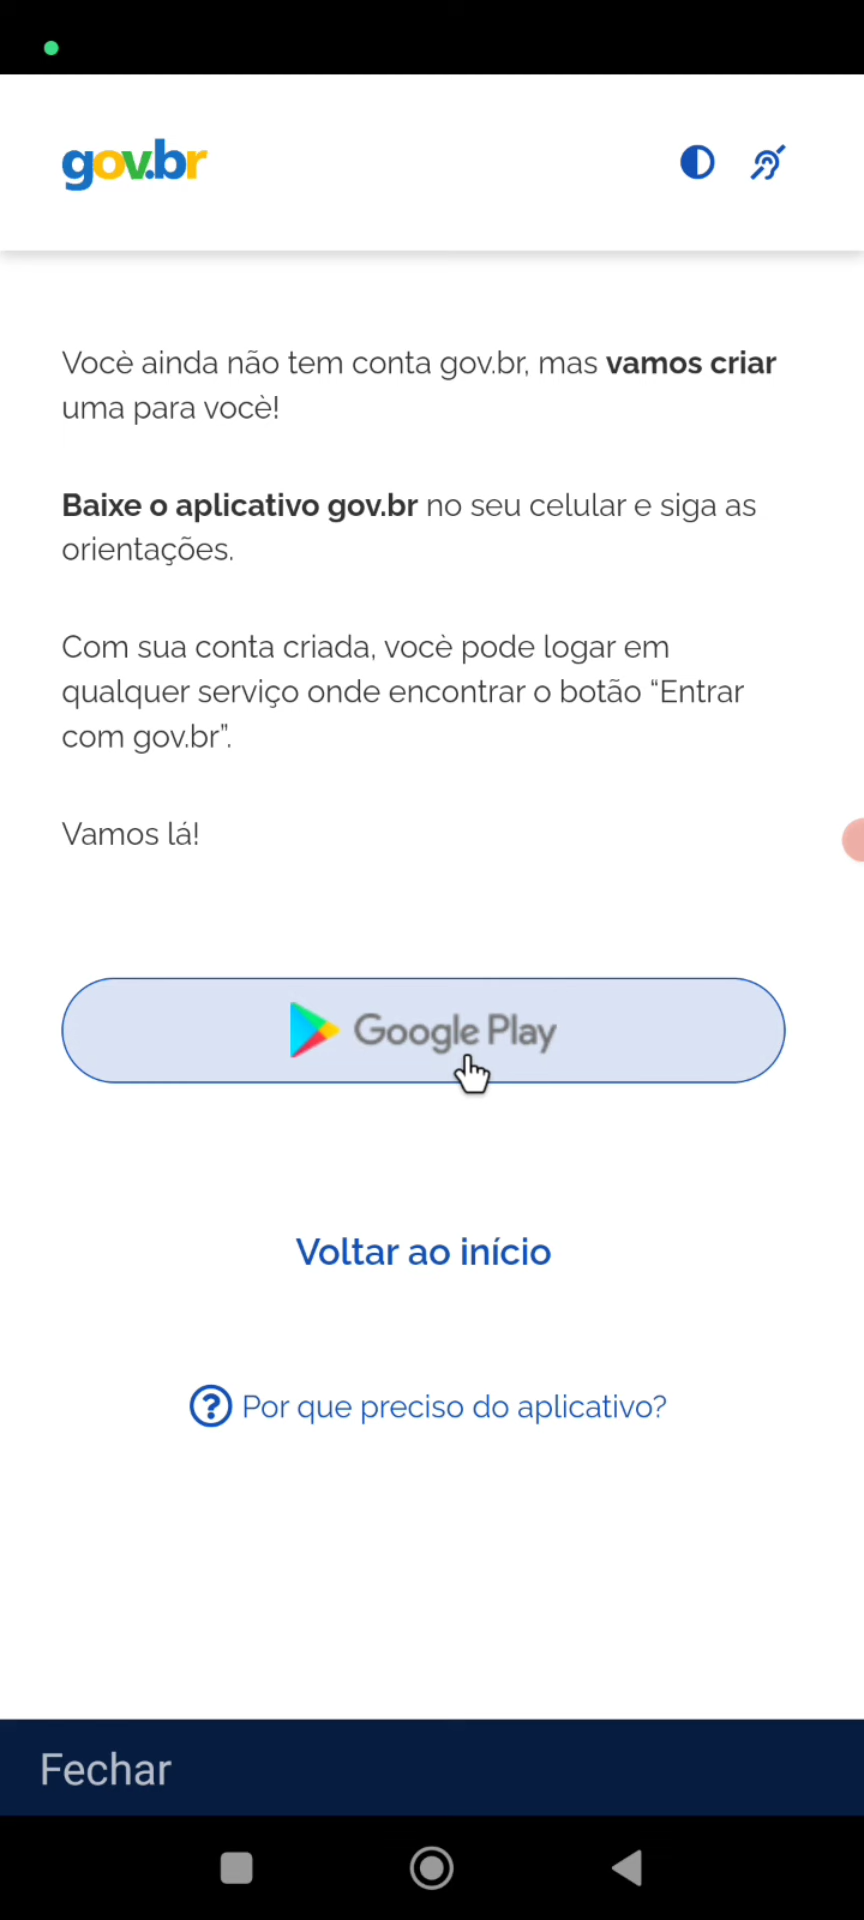 gov.br
Você ainda não tem conta gov.br, mas vamos criar
uma para você!
Baixe o aplicativo gov.br no seu celular e siga as
orientações.
Com sua conta criada, você pode logar em
qualquer serviço onde encontrar o botão “Entrar
com gov.br”.
Vamos lá!
Google Play
Voltar ao início
? Por que preciso do aplicativo?
Fechar